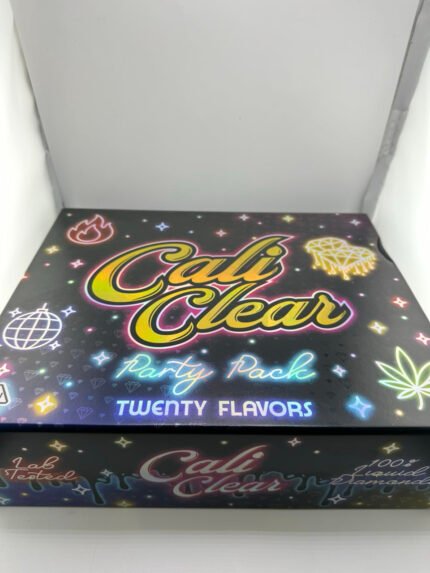 Cali
Clear
Party Pack
TWENTY FLAVORS
Lab
Tested
Cali
Clear
100%
Liquid
Diamonds